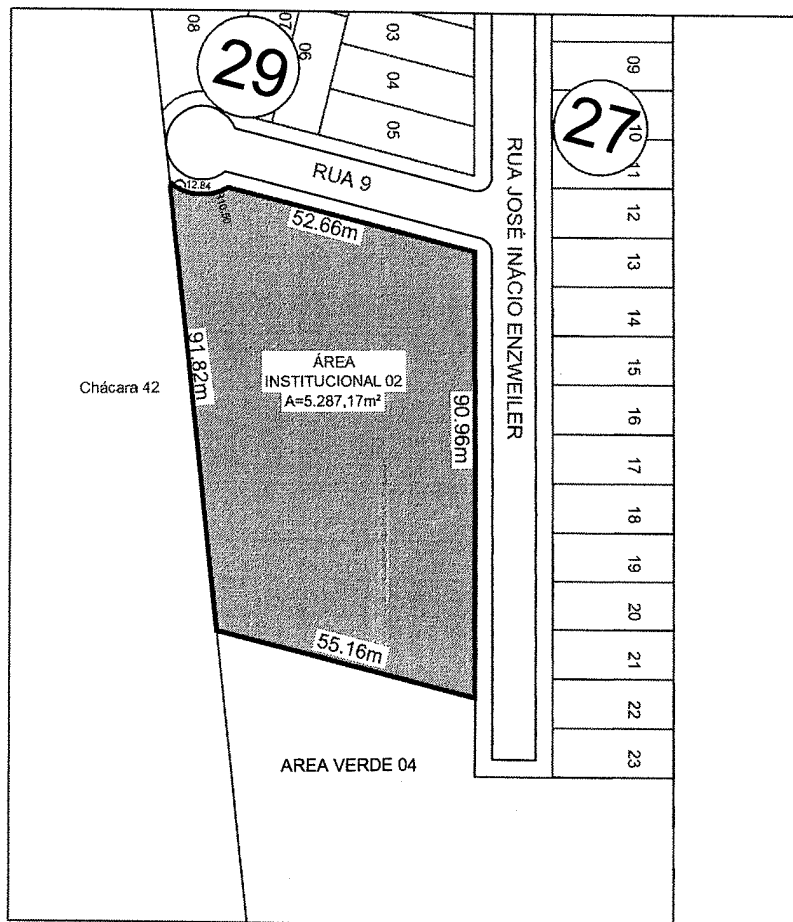 08
29
07
06
03
04
05
RUA 9
RUA JOSÉ INÁCIO ENZWEILER
27
09
10
11
12
13
14
15
16
17
18
19
20
21
22
23
12.84
52.66m
91.82m
Chácara 42
ÁREA
INSTITUCIONAL 02
A=5.287,17m²
90.96m
55.16m
AREA VERDE 04